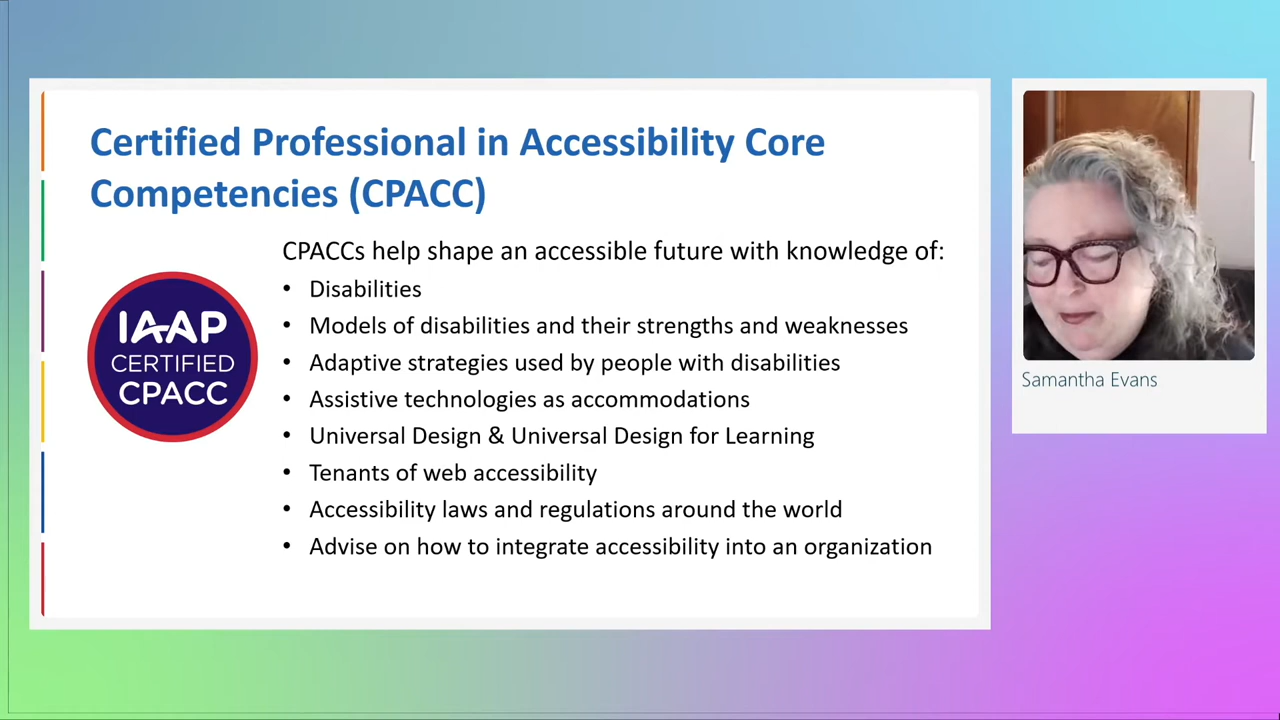 Certified Professional in Accessibility Core
Competencies (CPACC)
CPACCs help shape an accessible future with knowledge of:
• Disabilities
• Models of disabilities and their strengths and weaknesses
• Adaptive strategies used by people with disabilities
• Assistive technologies as accommodations
• Universal Design & Universal Design for Learning
• Tenants of web accessibility
• Accessibility laws and regulations around the world
• Advise on how to integrate accessibility into an organization
IAAP
CERTIFIED
CPACC
Samantha Evans